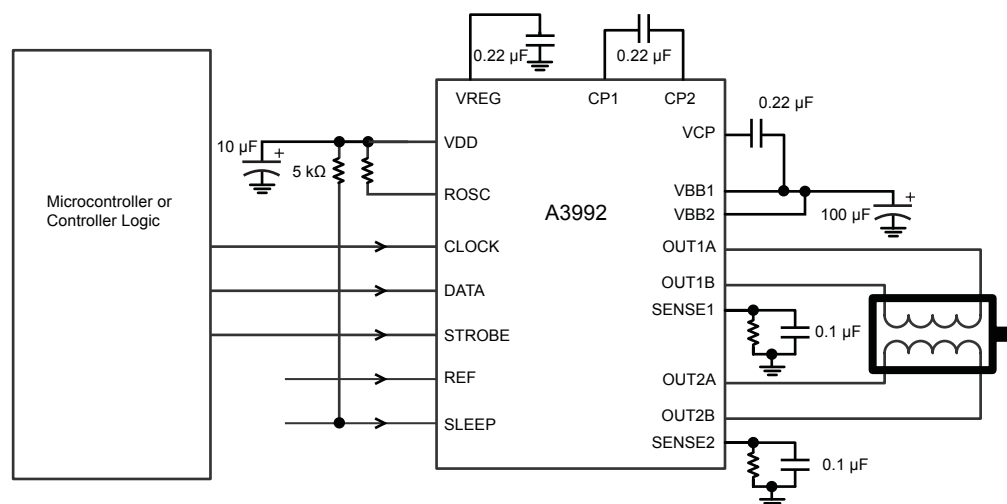 0.22 µF
0.22 µF
VREG
CP1
CP2
0.22 µF
10 µF
+
VDD
VCP
5 kΩ
Microcontroller or
Controller Logic
ROSC
A3992
VBB1
VBB2
100 µF
+
CLOCK
OUT1A
DATA
OUT1B
SENSE1
STROBE
0.1 µF
REF
OUT2A
SLEEP
OUT2B
SENSE2
0.1 µF